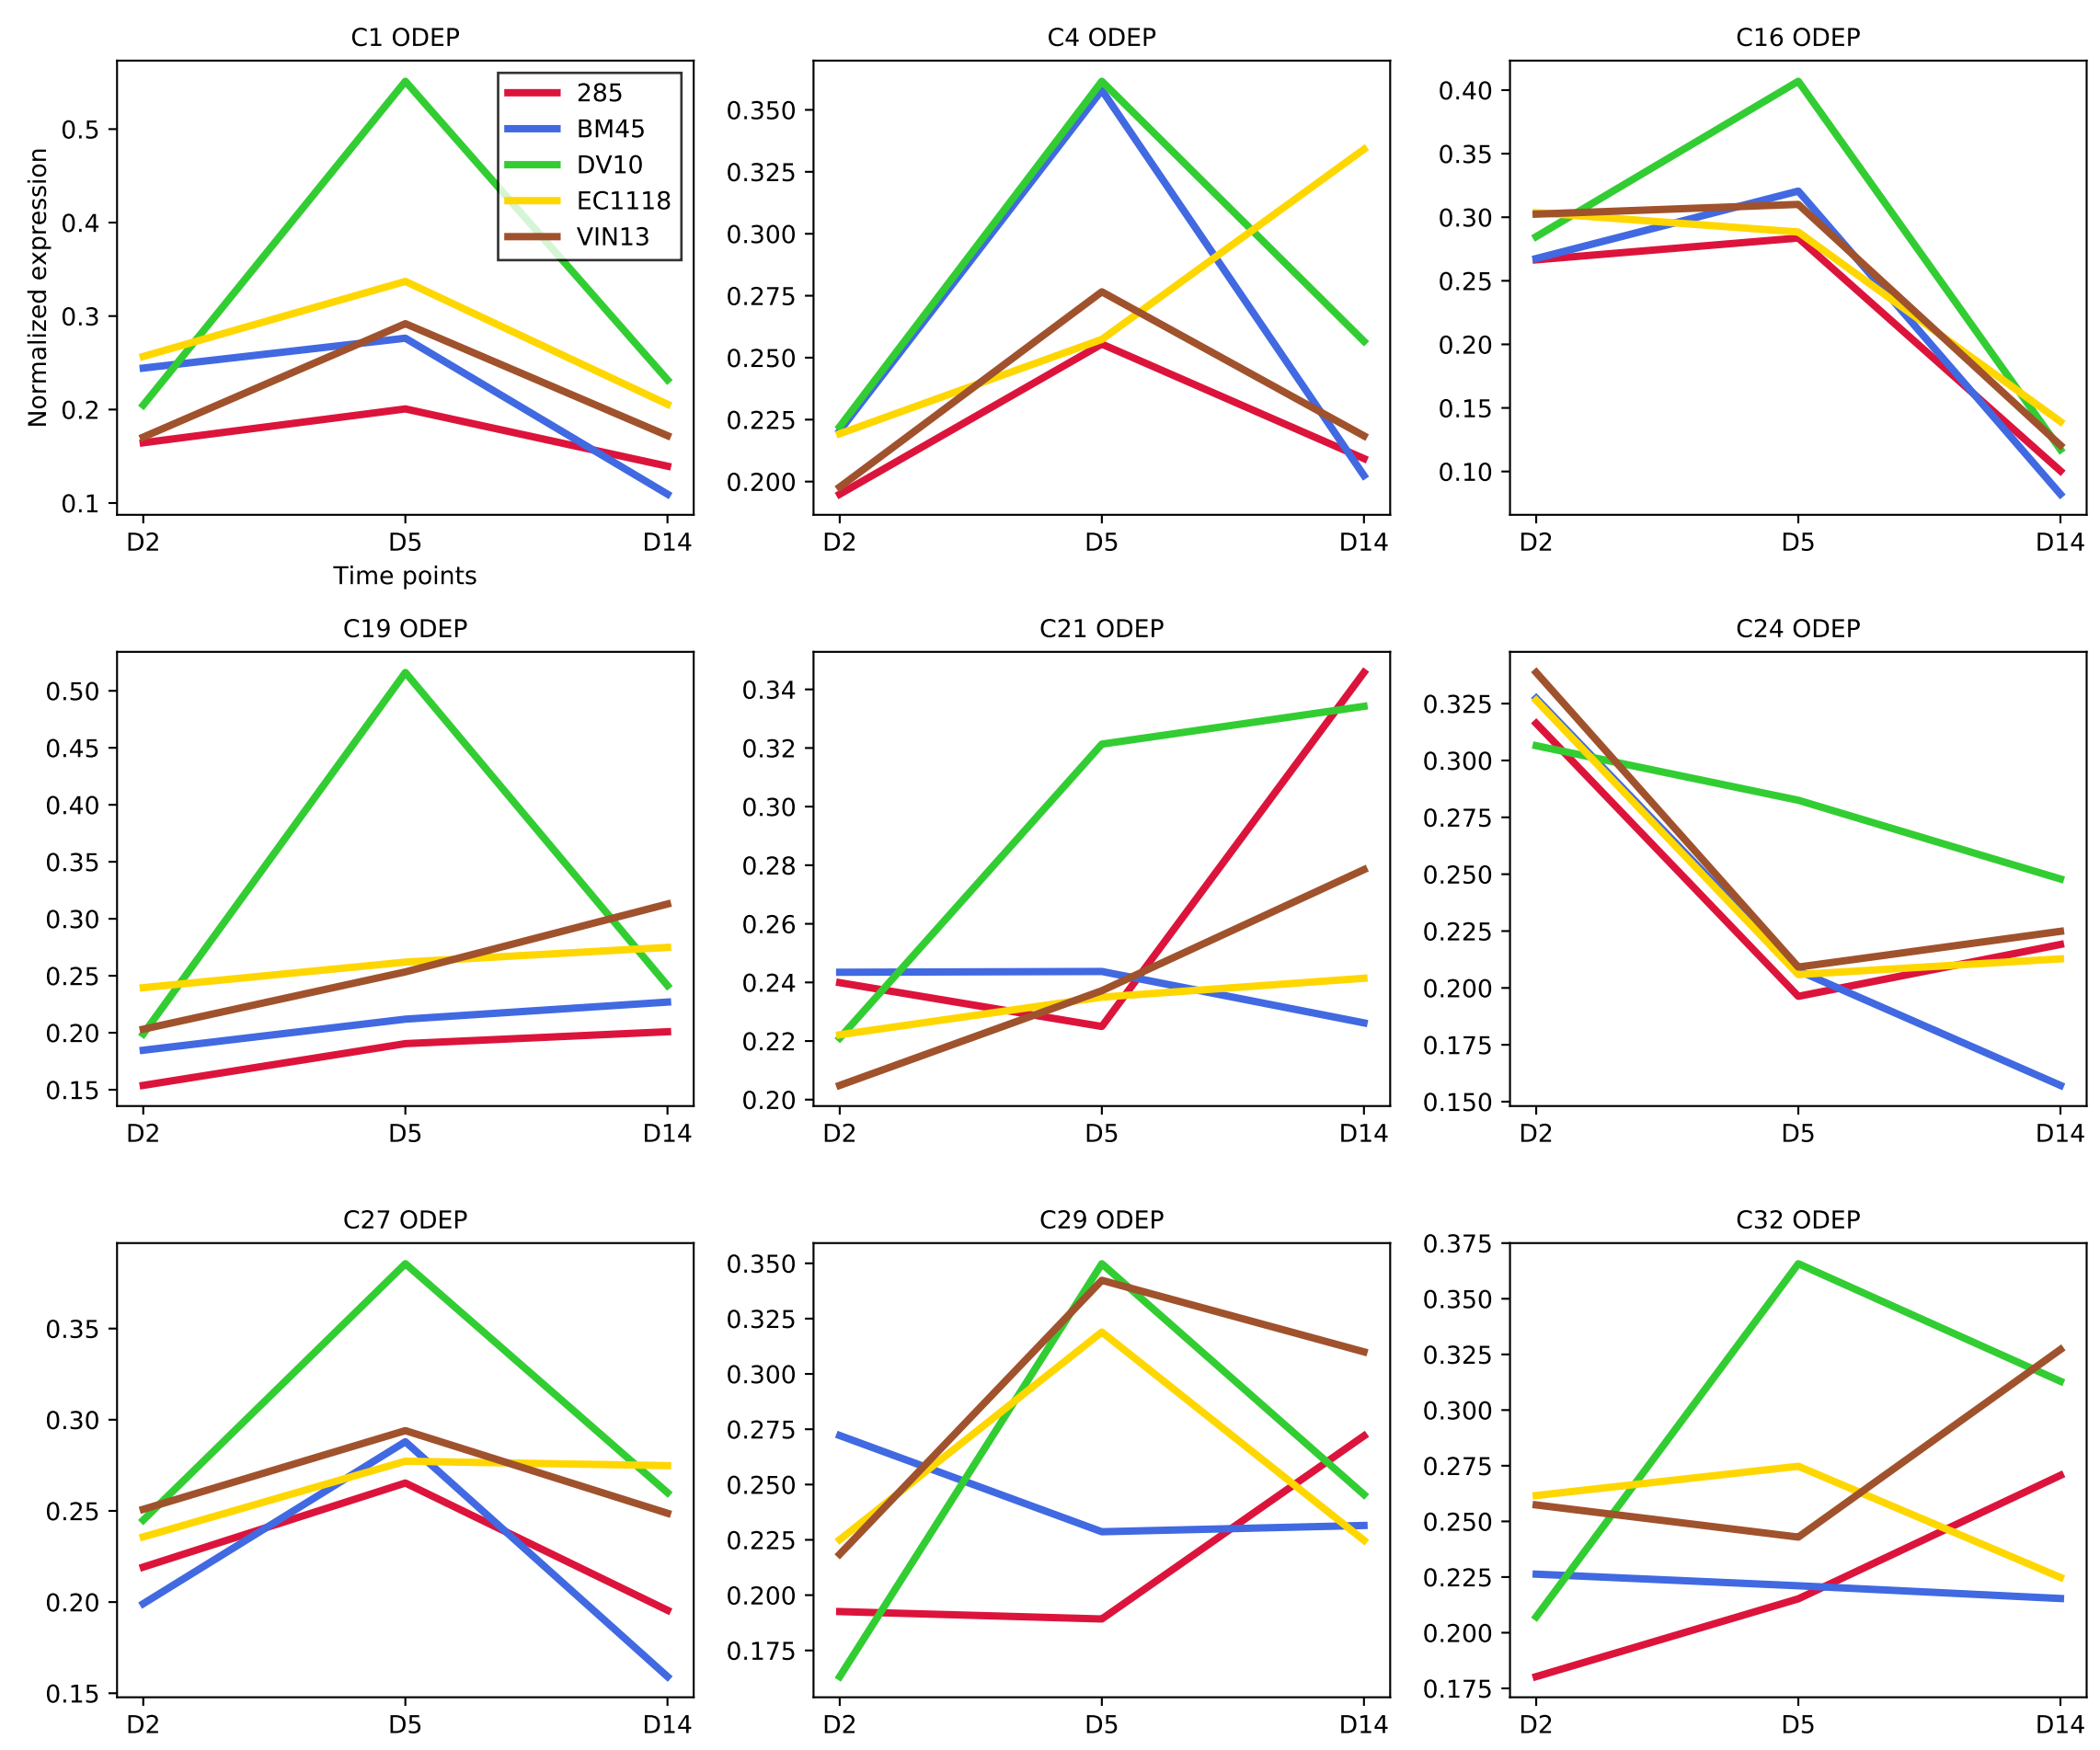 C1 ODEP
C4 ODEP
C16 ODEP
Normalized expression
0.5
0.4
0.3
0.2
0.1
285
BM45
DV10
EC1118
VIN13
D2 D5 D14
Time points
0.350
0.325
0.300
0.275
0.250
0.225
0.200
D2 D5 D14
0.40
0.35
0.30
0.25
0.20
0.15
0.10
D2 D5 D14
C19 ODEP
C21 ODEP
C24 ODEP
0.50
0.45
0.40
0.35
0.30
0.25
0.20
0.15
D2 D5 D14
0.34
0.32
0.30
0.28
0.26
0.24
0.22
0.20
D2 D5 D14
0.325
0.300
0.275
0.250
0.225
0.200
0.175
0.150
D2 D5 D14
C27 ODEP
C29 ODEP
C32 ODEP
0.35
0.30
0.25
0.20
0.15
D2 D5 D14
0.350
0.325
0.300
0.275
0.250
0.225
0.200
0.175
D2 D5 D14
0.375
0.350
0.325
0.300
0.275
0.250
0.225
0.200
0.175
D2 D5 D14